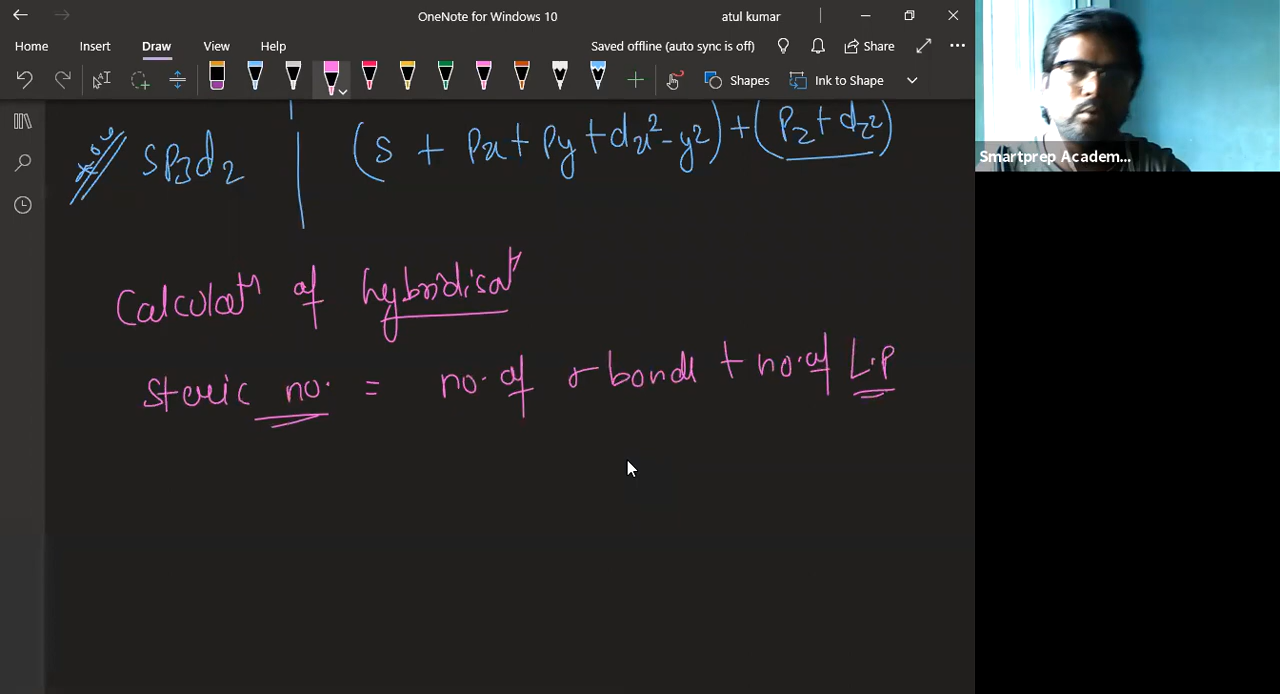 OneNote for Windows 10
atul kumar
Home Insert Draw View Help
Saved offline (auto sync is off)
Share
Shapes
Ink to Shape
sp3d2 | (s + px + py + dx²-y²) + (Pz + dz²)
Calculatⁿ of hybridisatⁿ
Steric no. = no. of σ bond + no. of L.P
Smartprep Academ...